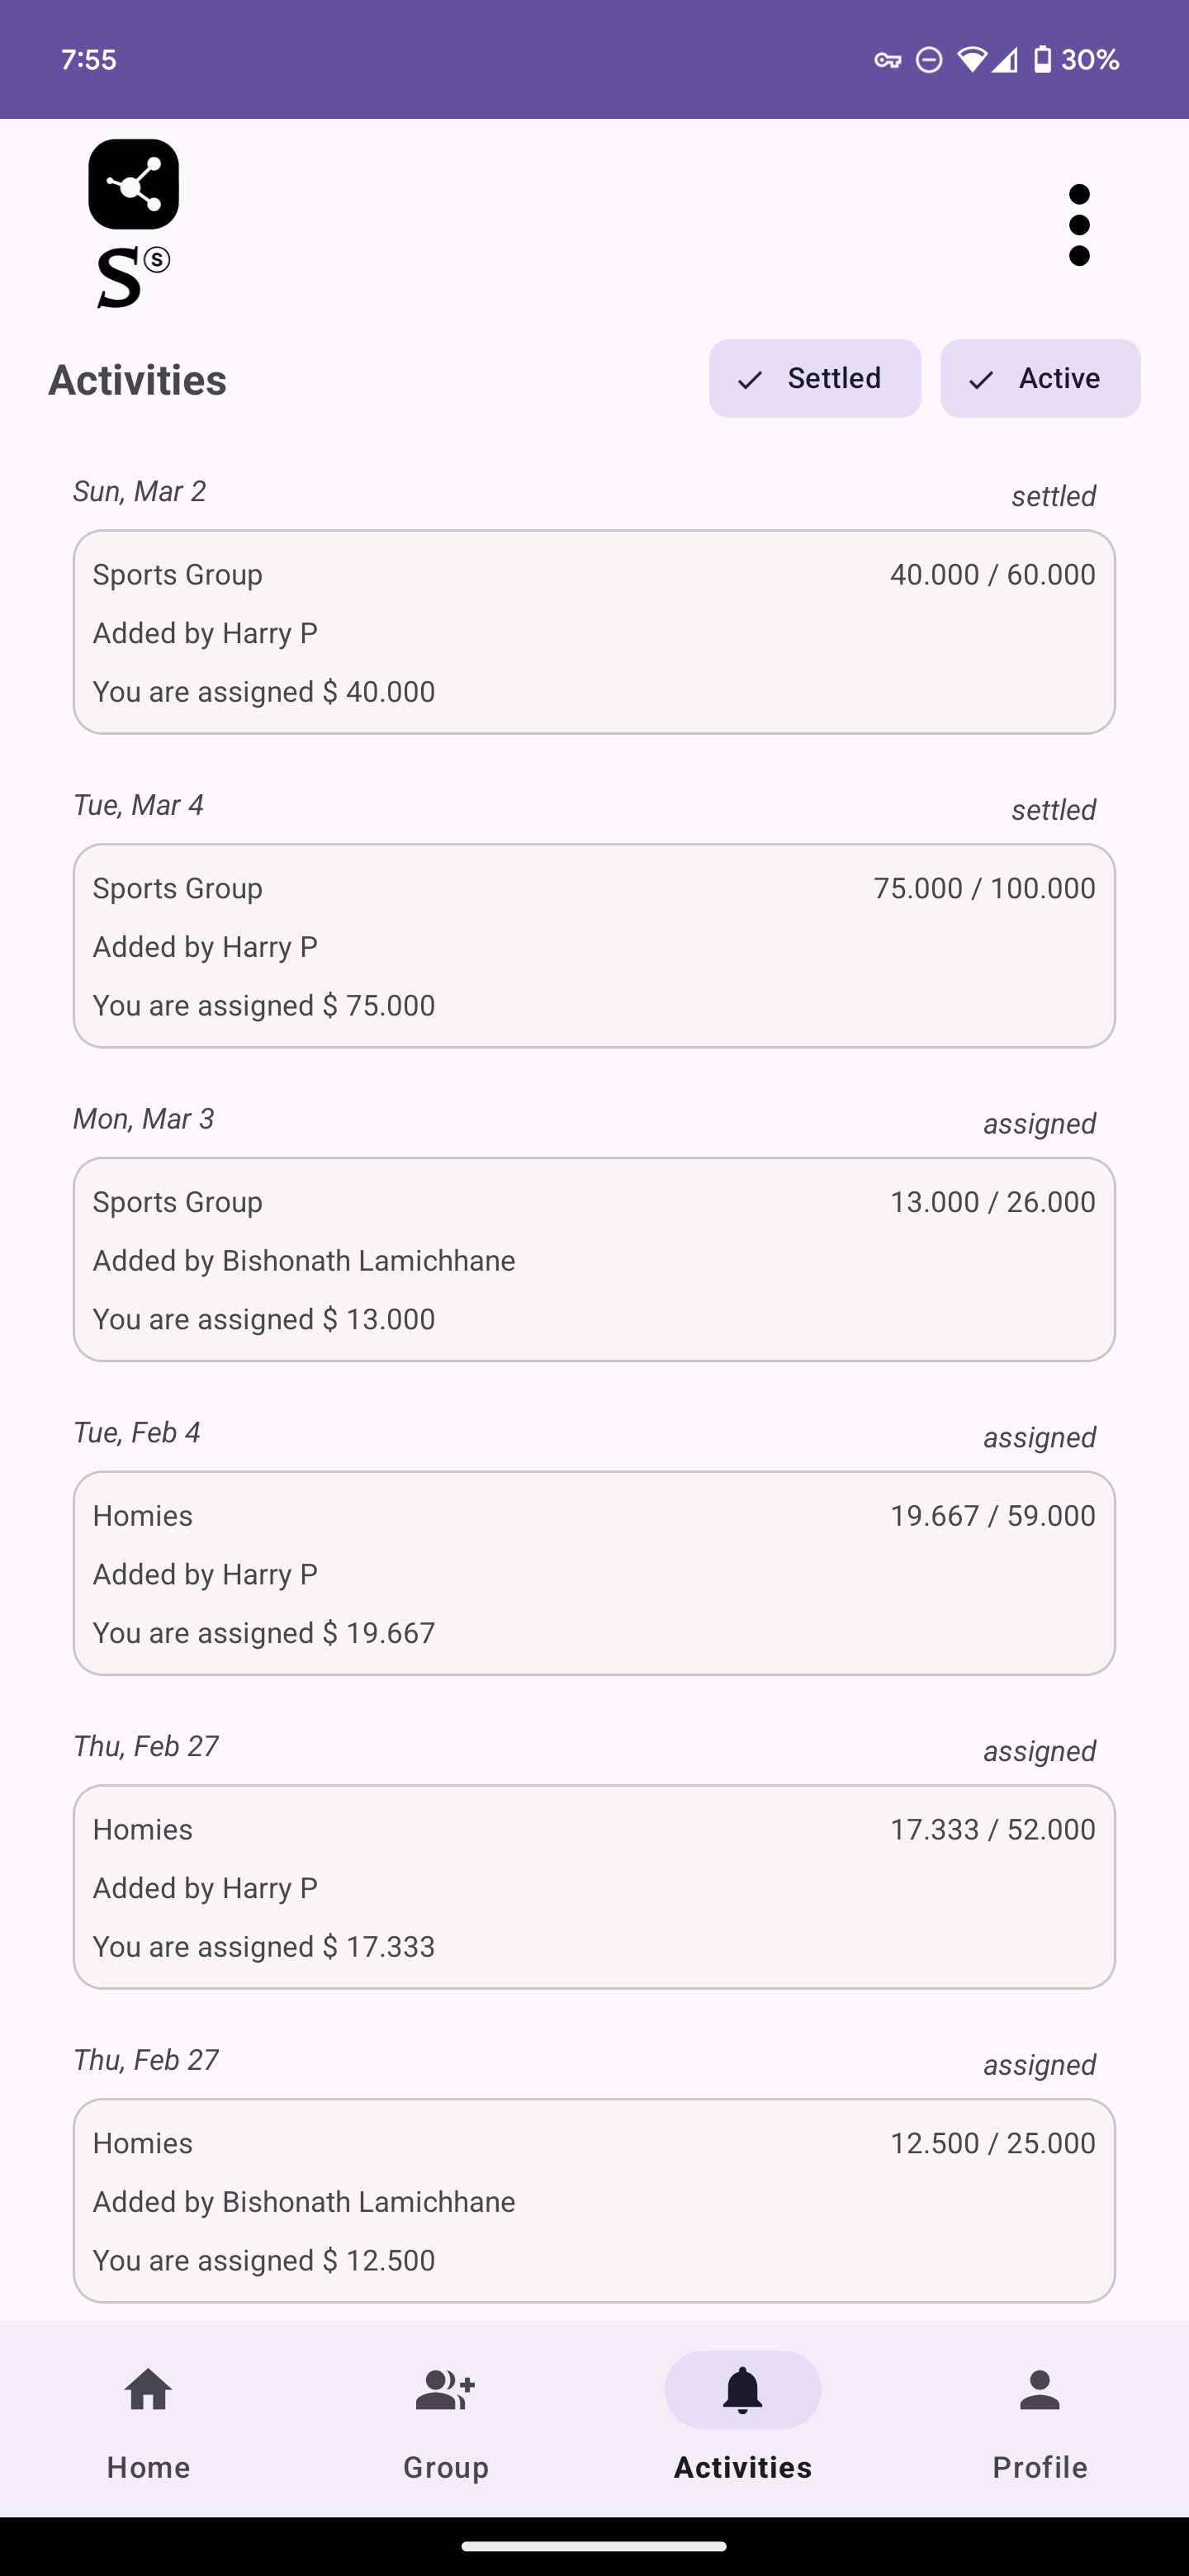 7:55 30%
S Ⓢ
Activities Settled Active
Sun, Mar 2 settled
Sports Group 40.000 / 60.000
Added by Harry P
You are assigned $ 40.000
Tue, Mar 4 settled
Sports Group 75.000 / 100.000
Added by Harry P
You are assigned $ 75.000
Mon, Mar 3 assigned
Sports Group 13.000 / 26.000
Added by Bishonath Lamichhane
You are assigned $ 13.000
Tue, Feb 4 assigned
Homies 19.667 / 59.000
Added by Harry P
You are assigned $ 19.667
Thu, Feb 27 assigned
Homies 17.333 / 52.000
Added by Harry P
You are assigned $ 17.333
Thu, Feb 27 assigned
Homies 12.500 / 25.000
Added by Bishonath Lamichhane
You are assigned $ 12.500
Home Group Activities Profile